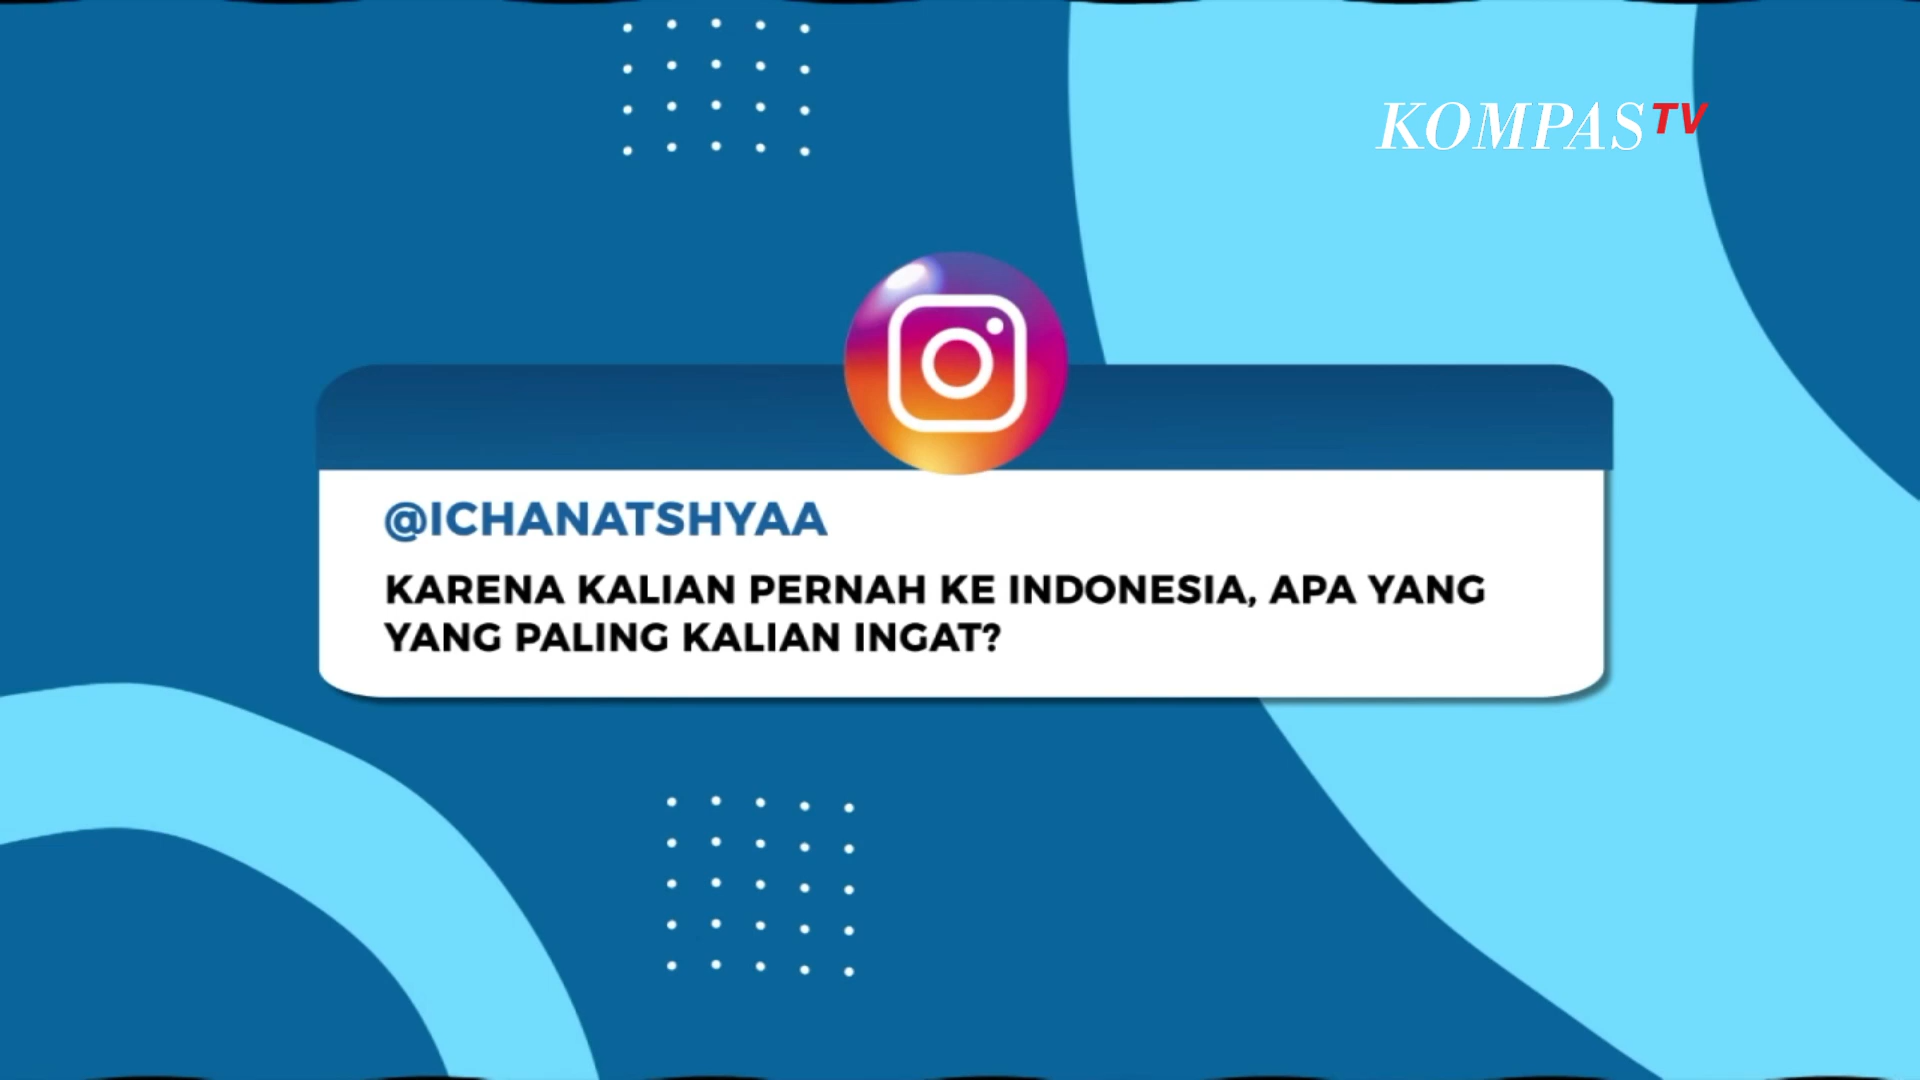 KOMPASTV
@ICHANATSHYAA
KARENA KALIAN PERNAH KE INDONESIA, APA YANG
YANG PALING KALIAN INGAT?